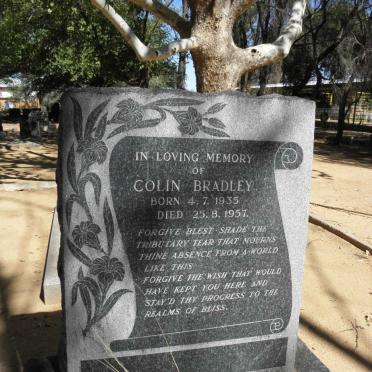 IN LOVING MEMORY
OF
COLIN BRADLEY
BORN 4.7.1935
DIED 25.8.1957.
FORGIVE BLEST SHADE THE
TRIBUTARY TEAR THAT MOURNS
THINE ABSENCE FROM A WORLD
LIKE THIS
FORGIVE THE WISH THAT WOULD
HAVE KEPT YOU HERE AND
STAY'D THY PROGRESS TO THE
REALMS OF BLISS.